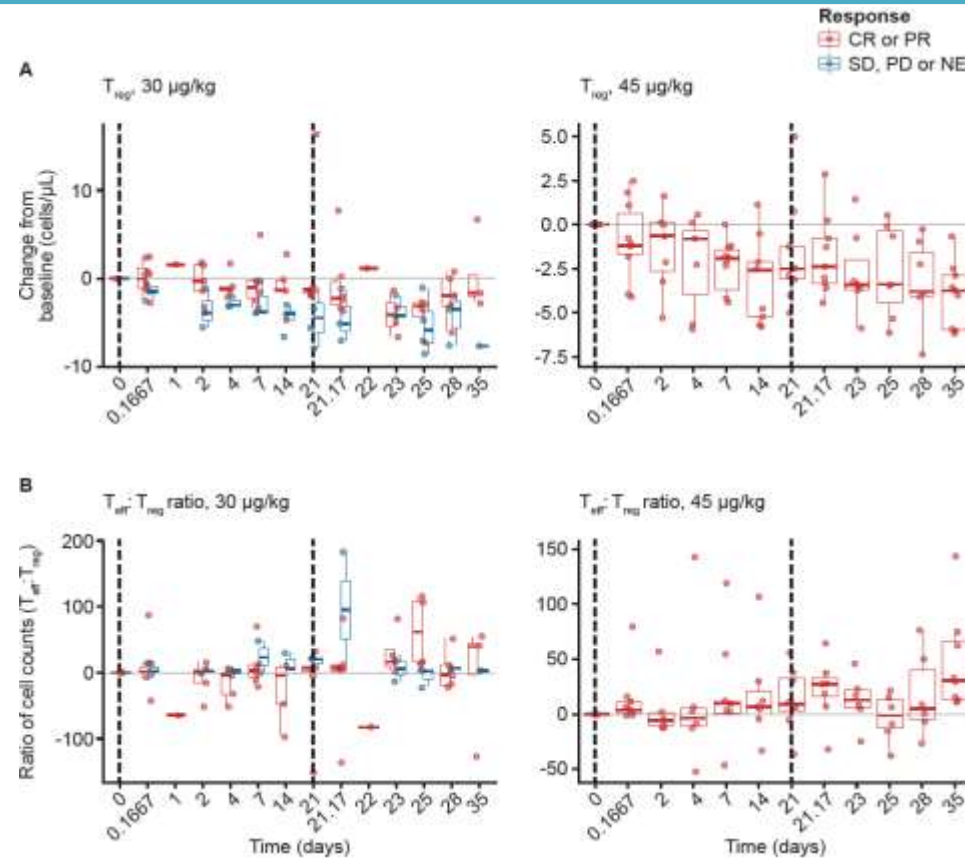 Response
CR or PR
SD, PD or NE
A
Treg, 30 µg/kg
Treg, 45 µg/kg
Change from
baseline (cells/µL)
10
0
-10
5.0
2.5
0.0
-2.5
-5.0
-7.5
0 0.1667 1 2 4 7 14 21 21.17 22 23 25 28 35
0 0.1667 2 4 7 14 21 21.17 23 25 28 35
B
Teff: Treg ratio, 30 µg/kg
Teff: Treg ratio, 45 µg/kg
Ratio of cell counts (Teff: Treg)
200
100
0
-100
150
100
50
0
-50
0 0.1667 1 2 4 7 14 21 21.17 22 23 25 28 35
0 0.1667 2 4 7 14 21 21.17 23 25 28 35
Time (days)
Time (days)